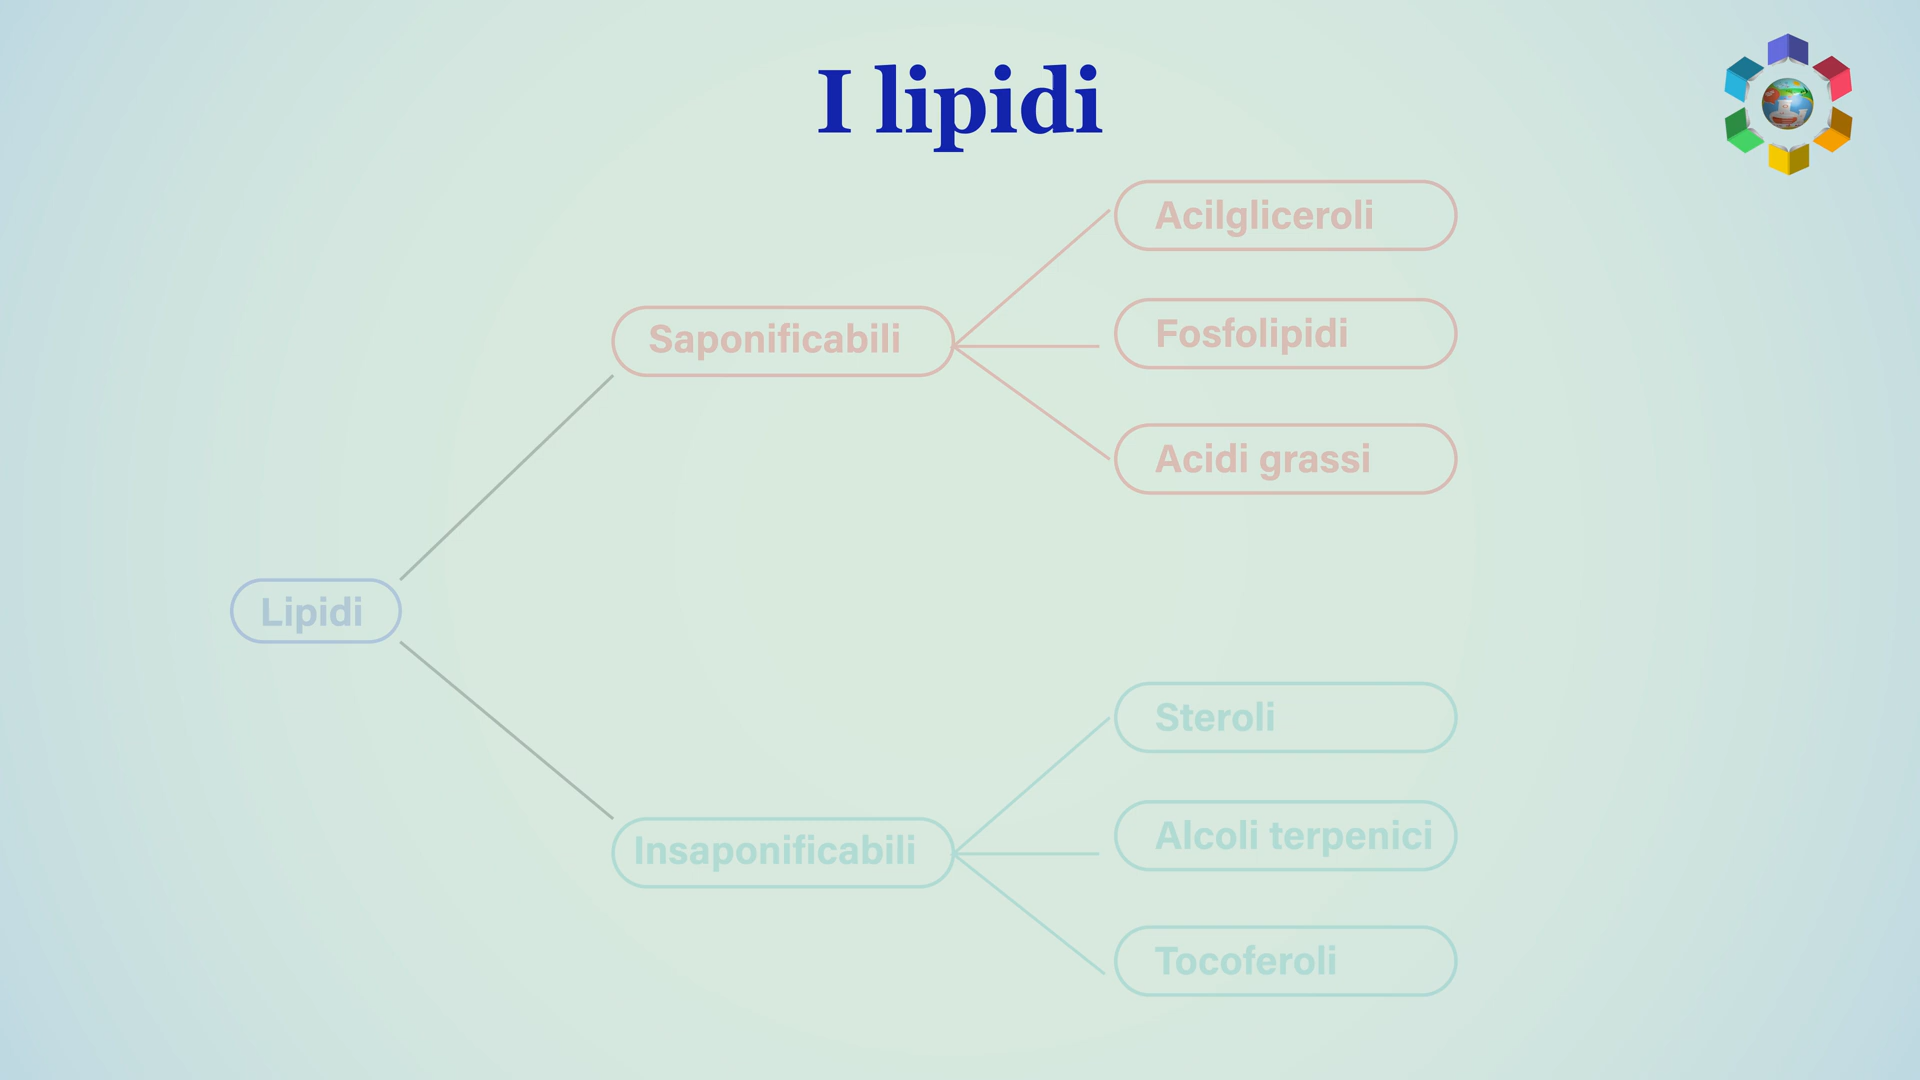 I lipidi
Acilgliceroli
Saponificabili
Fosfolipidi
Acidi grassi
Lipidi
Steroli
Insaponificabili
Alcoli terpenici
Tocoferoli